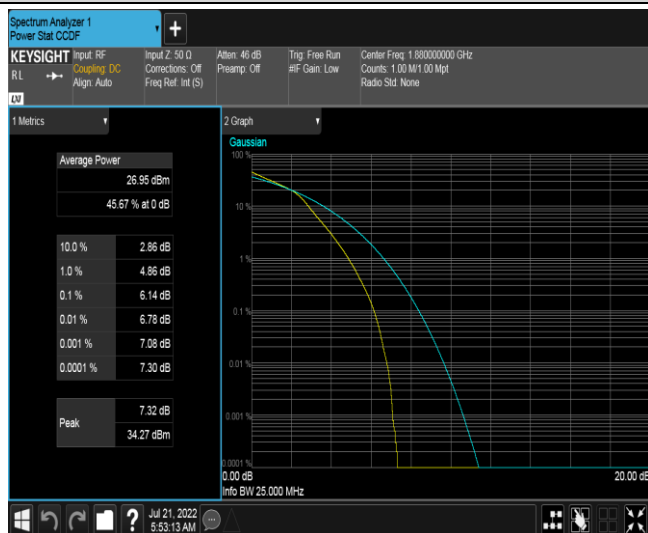 Spectrum Analyzer 1
Power Stat CCDF
+
KEYSIGHT
RL
LXI
Input: RF
Coupling: DC
Align: Auto
Input Z: 50 Ω
Corrections: Off
Freq Ref: Int (S)
Atten: 46 dB
Preamp: Off
Trig: Free Run
#IF Gain: Low
Center Freq: 1.880000000 GHz
Counts: 1.00 M/1.00 Mpt
Radio Std: None
1 Metrics
Average Power
26.95 dBm
45.67 % at 0 dB
10.0 % 2.86 dB
1.0 % 4.86 dB
0.1 % 6.14 dB
0.01 % 6.78 dB
0.001 % 7.08 dB
0.0001 % 7.30 dB
Peak 7.32 dB
34.27 dBm
2 Graph
Gaussian
100 %
10 %
1 %
0.1 %
0.01 %
0.001 %
0.0001 %
0.00 dB 20.00 dB
Info BW 25.000 MHz
?
Jul 21, 2022
5:53:13 AM